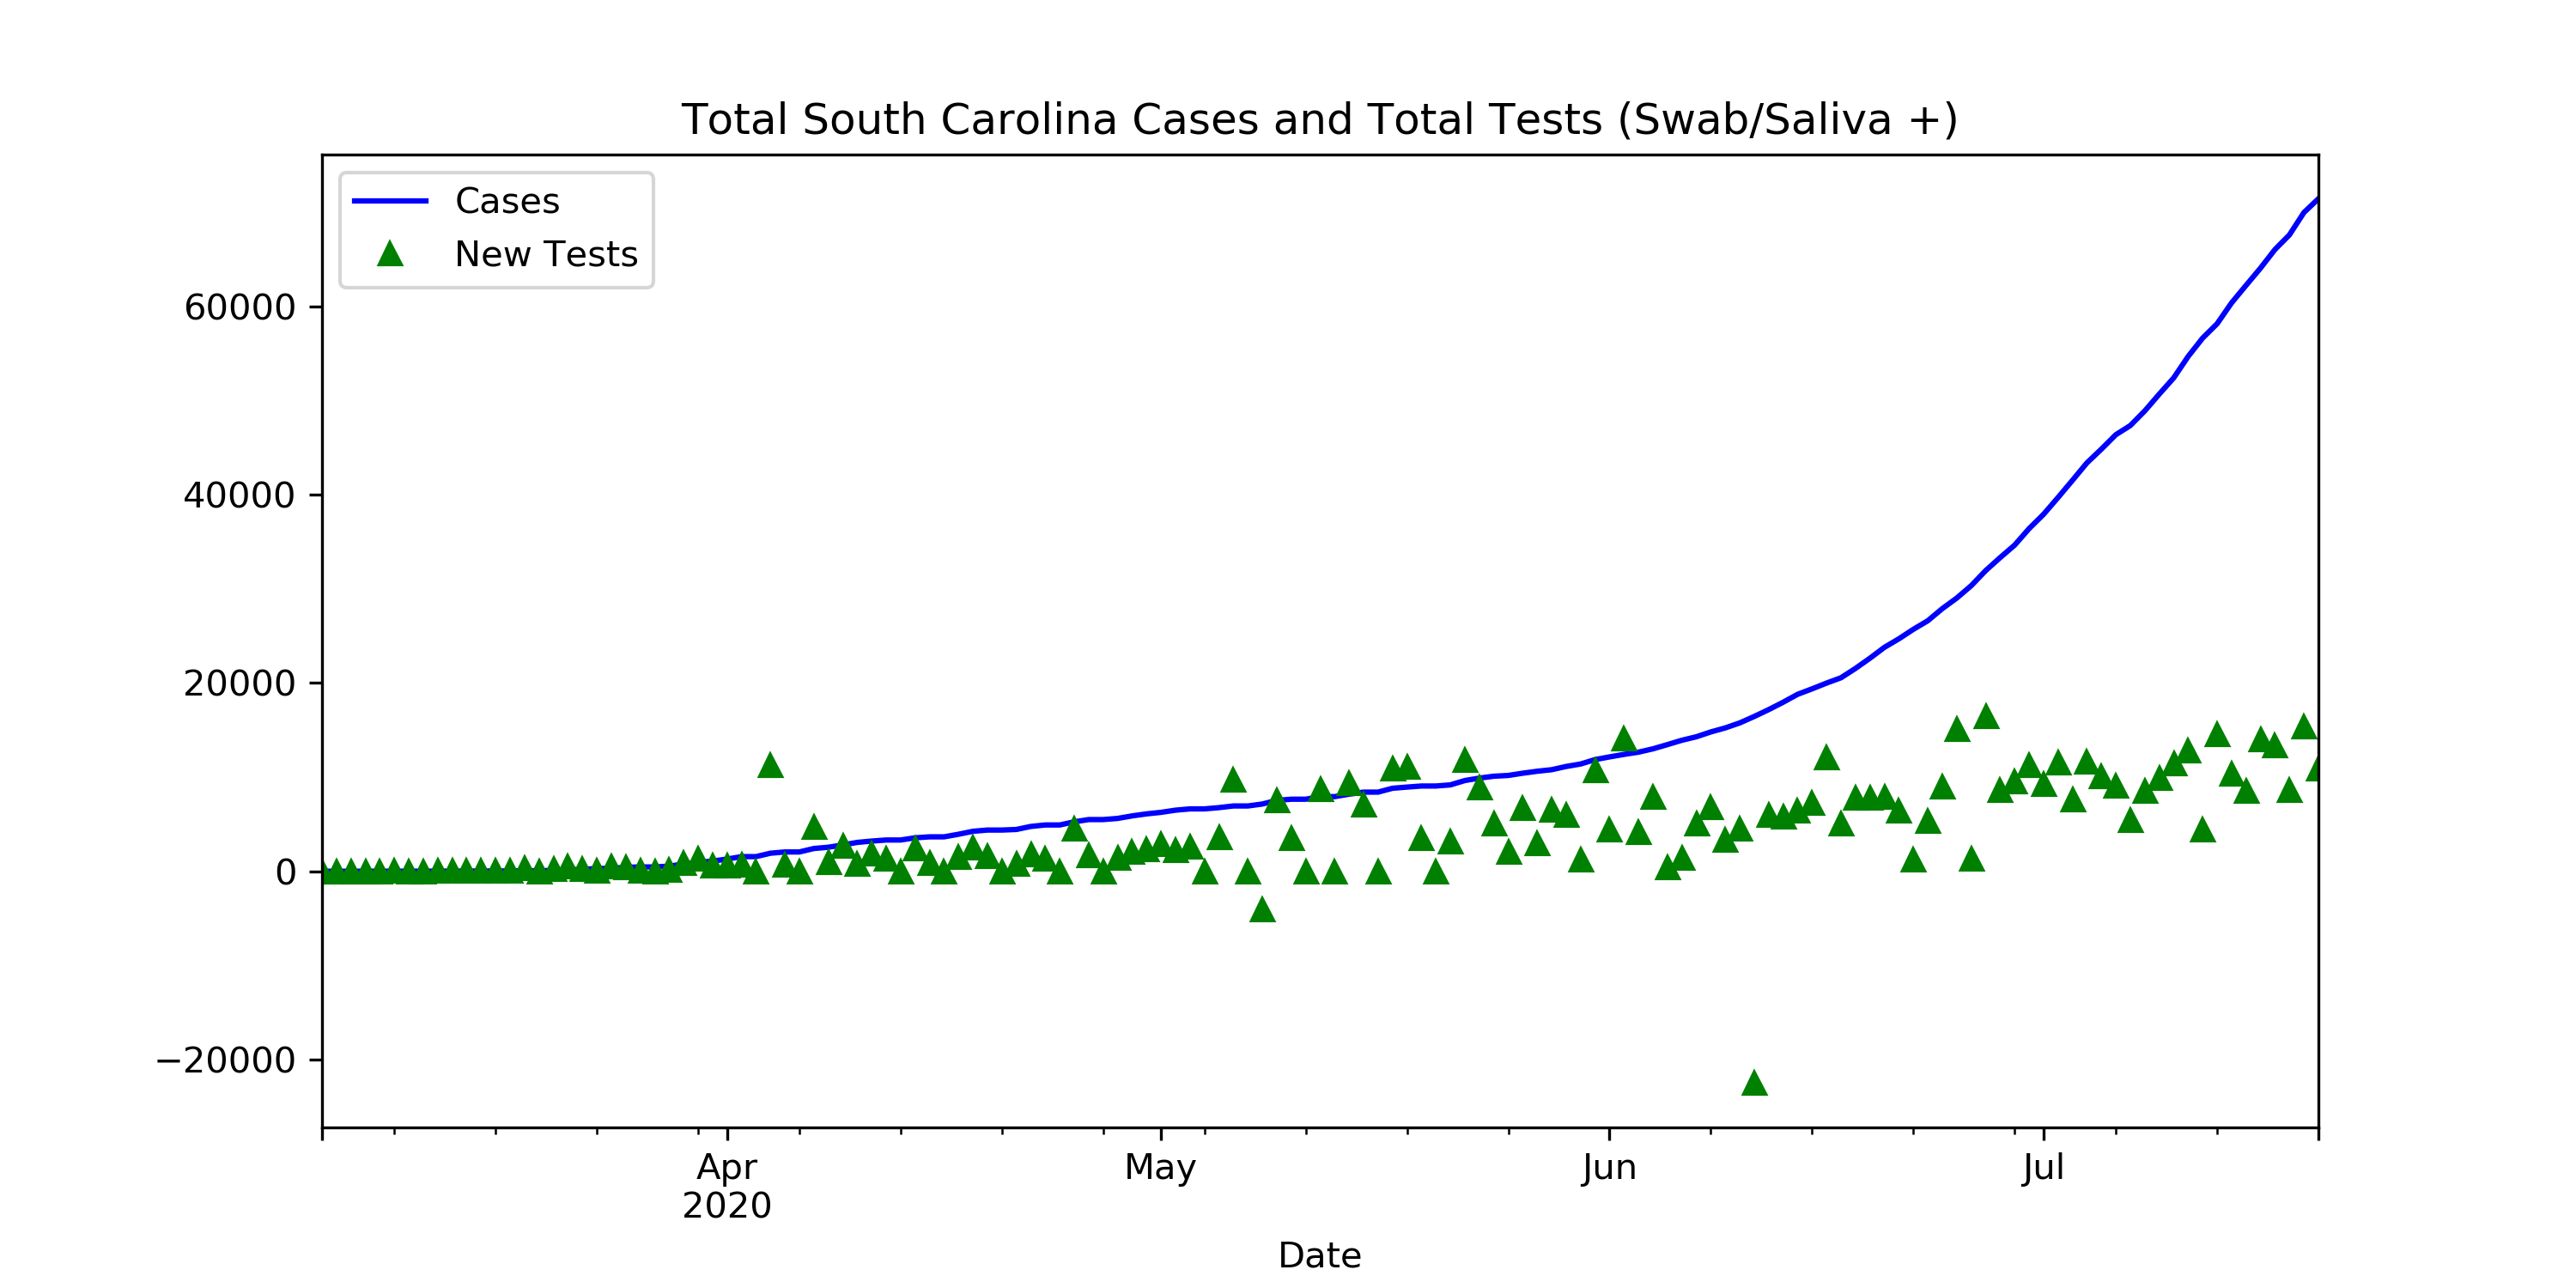 Total South Carolina Cases and Total Tests (Swab/Saliva +)
Cases
New Tests
60000
40000
20000
0
−20000
Apr
2020
May
Jun
Jul
Date